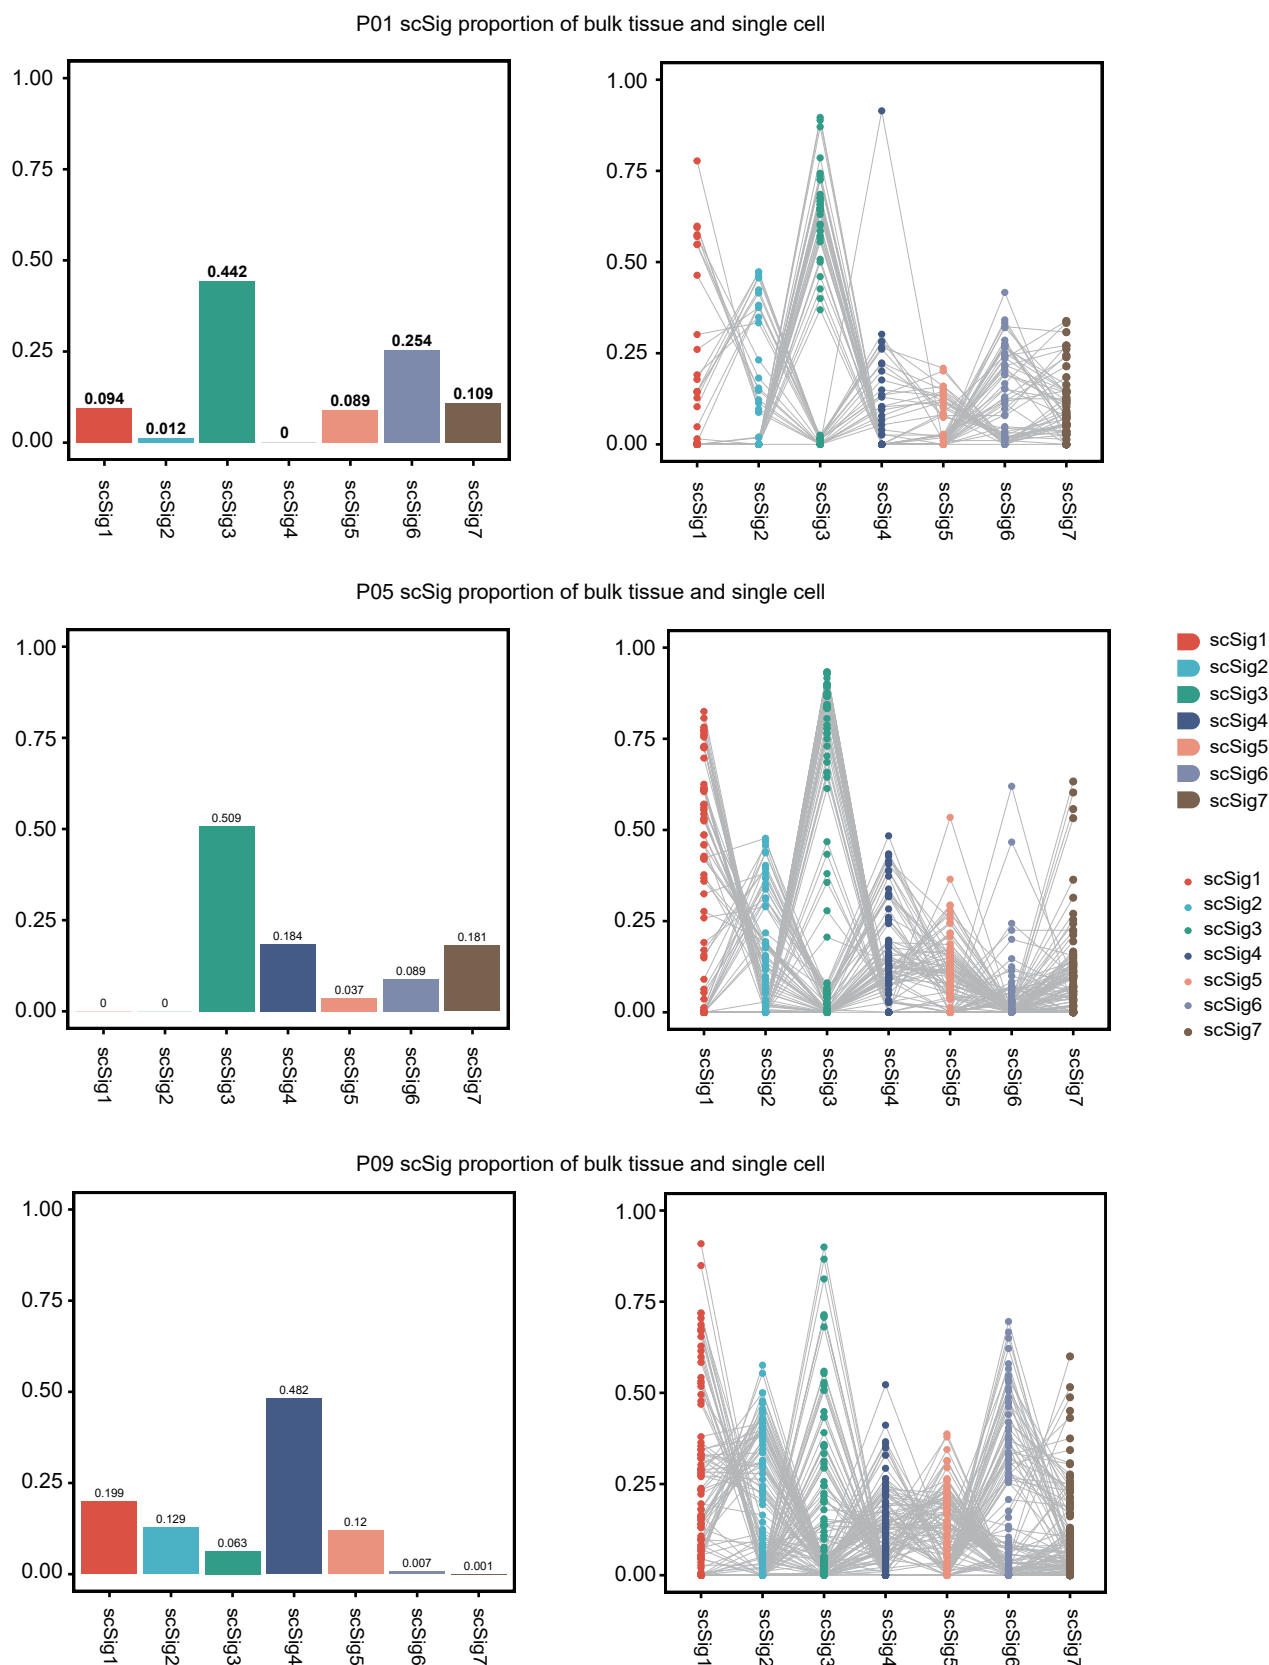 P01 scSig proportion of bulk tissue and single cell
1.00
0.75
0.50
0.25
0.00
0.094
0.012
0.442
0
0.089
0.254
0.109
scSig1
scSig2
scSig3
scSig4
scSig5
scSig6
scSig7
1.00
0.75
0.50
0.25
0.00
scSig1
scSig2
scSig3
scSig4
scSig5
scSig6
scSig7
P05 scSig proportion of bulk tissue and single cell
1.00
0.75
0.50
0.25
0.00
0
0
0.509
0.184
0.037
0.089
0.181
scSig1
scSig2
scSig3
scSig4
scSig5
scSig6
scSig7
1.00
0.75
0.50
0.25
0.00
scSig1
scSig2
scSig3
scSig4
scSig5
scSig6
scSig7
scSig1
scSig2
scSig3
scSig4
scSig5
scSig6
scSig7
scSig1
scSig2
scSig3
scSig4
scSig5
scSig6
scSig7
P09 scSig proportion of bulk tissue and single cell
1.00
0.75
0.50
0.25
0.00
0.199
0.129
0.063
0.482
0.12
0.007
0.001
scSig1
scSig2
scSig3
scSig4
scSig5
scSig6
scSig7
1.00
0.75
0.50
0.25
0.00
scSig1
scSig2
scSig3
scSig4
scSig5
scSig6
scSig7